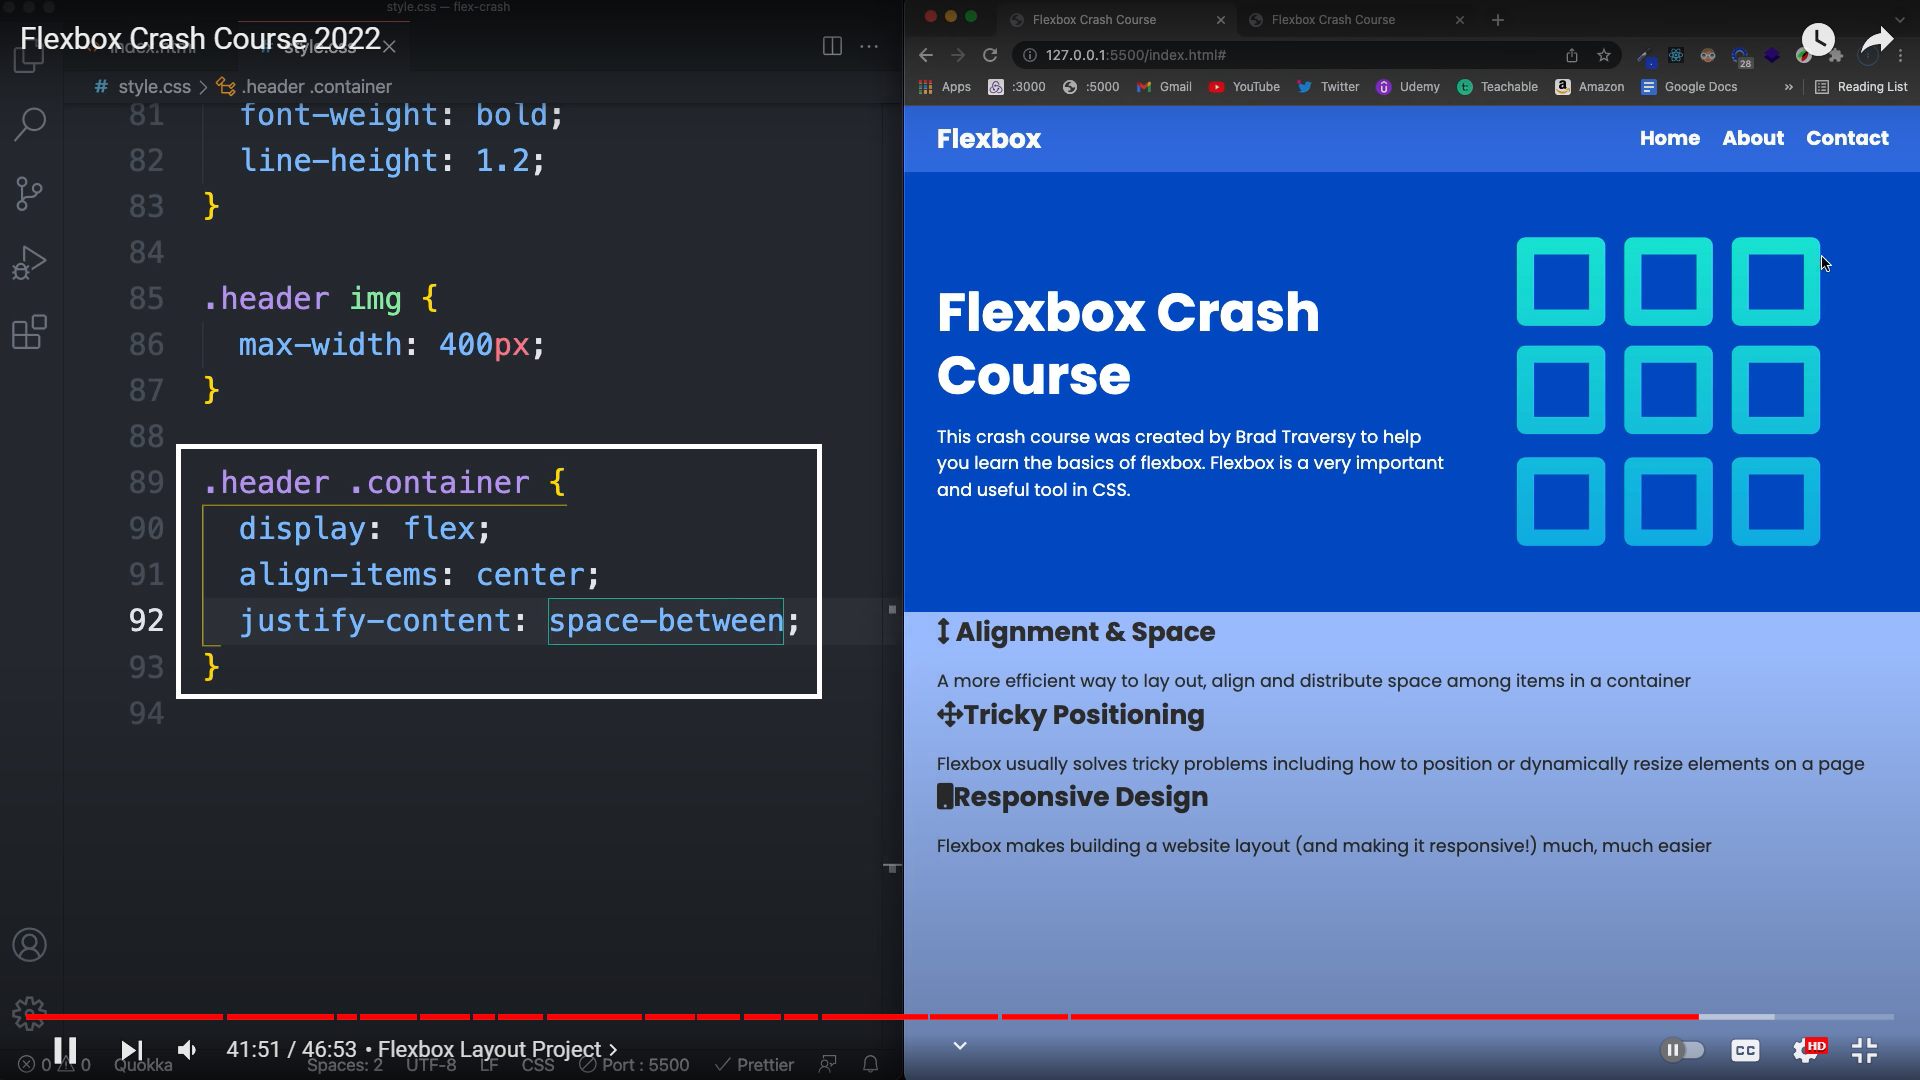 style.css — flex-crash
Flexbox Crash Course 2022
index.html
style.css
# style.css > .header .container
81 font-weight: bold;
82 line-height: 1.2;
83 }
84
85 .header img {
86 max-width: 400px;
87 }
88
89 .header .container {
90 display: flex;
91 align-items: center;
92 justify-content: space-between;
93 }
94
Flexbox Crash Course
Flexbox Crash Course
127.0.0.1:5500/index.html#
28
Apps :3000 :5000 Gmail YouTube Twitter Udemy Teachable Amazon Google Docs » Reading List
Flexbox
Home About Contact
Flexbox Crash
Course
This crash course was created by Brad Traversy to help
you learn the basics of flexbox. Flexbox is a very important
and useful tool in CSS.
Alignment & Space
A more efficient way to lay out, align and distribute space among items in a container
Tricky Positioning
Flexbox usually solves tricky problems including how to position or dynamically resize elements on a page
Responsive Design
Flexbox makes building a website layout (and making it responsive!) much, much easier
41:51 / 46:53 • Flexbox Layout Project >
CC HD
0 0 Quokka Spaces: 2 UTF-8 LF CSS Port : 5500 Prettier